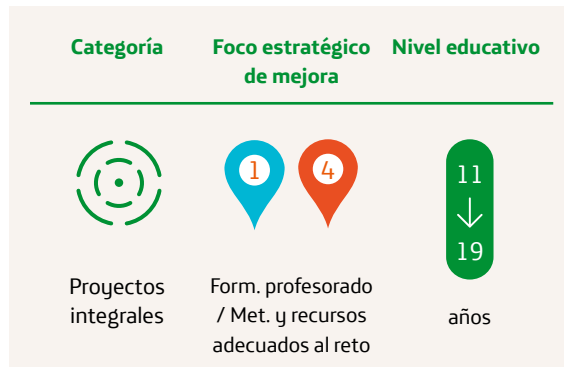 Categoría
Foco estratégico
de mejora
Nivel educativo
1
4
11
19
Proyectos
integrales
Form. profesorado
/ Met. y recursos
adecuados al reto
años